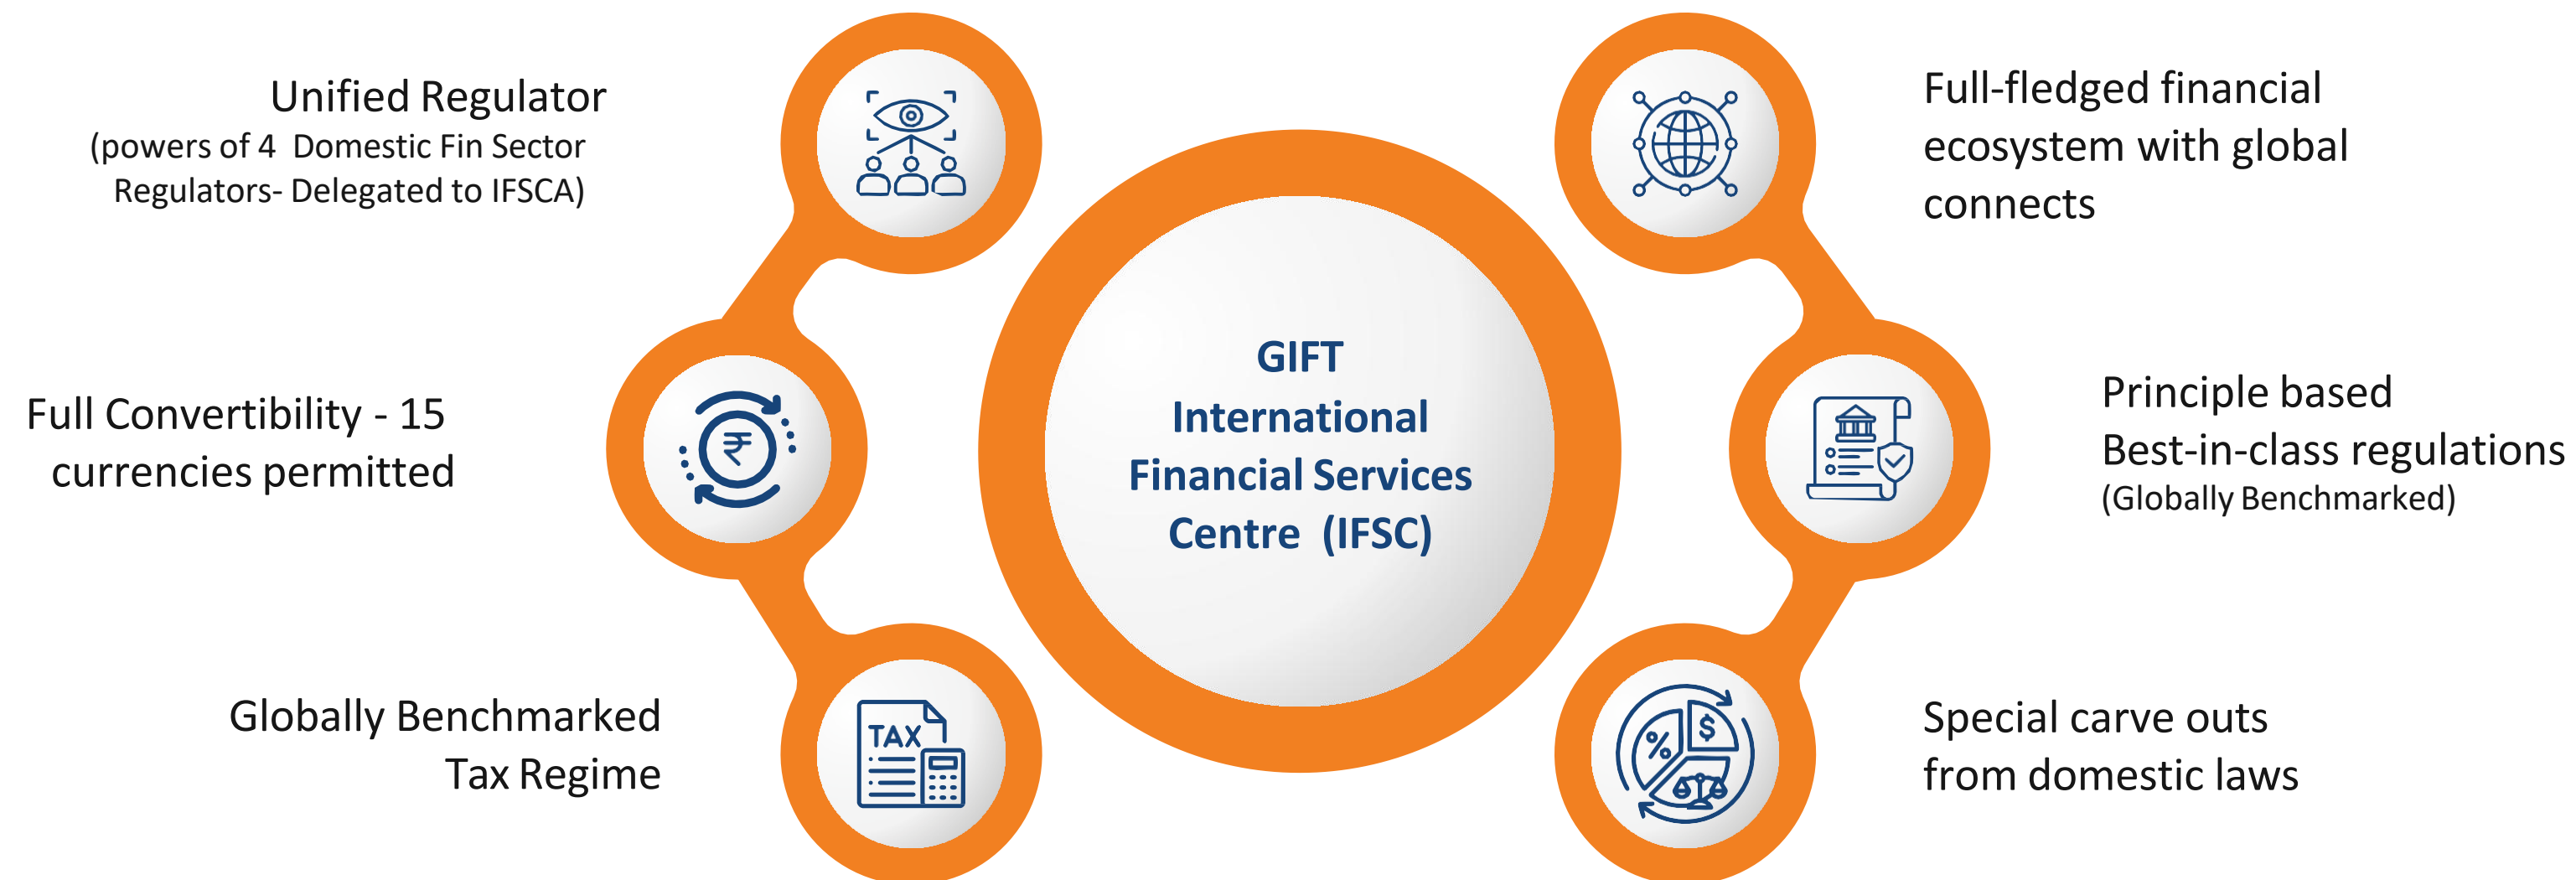 Unified Regulator
(powers of 4 Domestic Fin Sector
Regulators- Delegated to IFSCA)
Full Convertibility - 15
currencies permitted
Globally Benchmarked
Tax Regime
TAX
GIFT
International
Financial Services
Centre (IFSC)
Full-fledged financial
ecosystem with global
connects
Principle based
Best-in-class regulations
(Globally Benchmarked)
Special carve outs
from domestic laws
₹
%
$